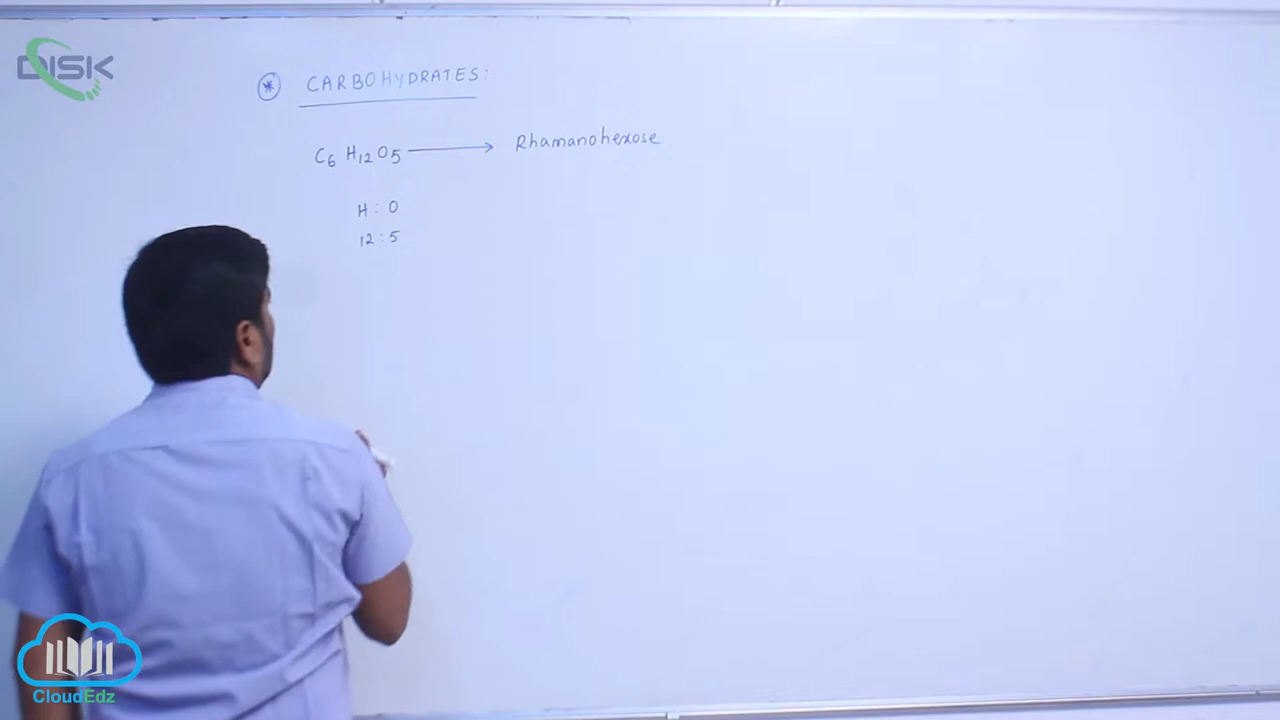 DISK
* CARBOHYDRATES:
C6 H12 O5 ⟶ Rhamanohexose
H : O
12 : 5
CloudEdz